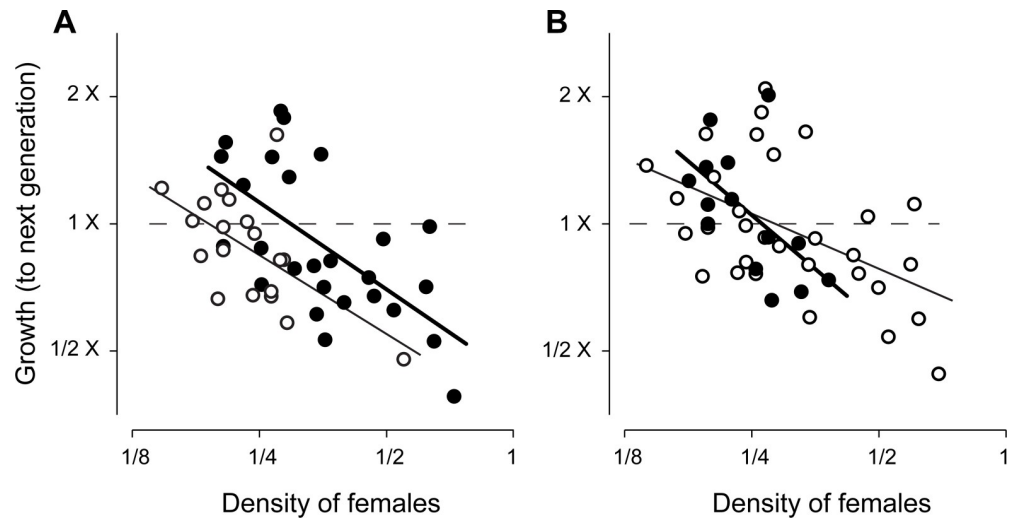 A
B
Growth (to next generation)
2 X
1 X
1/2 X
1/8
1/4
1/2
1
Density of females
2 X
1 X
1/2 X
1/8
1/4
1/2
1
Density of females